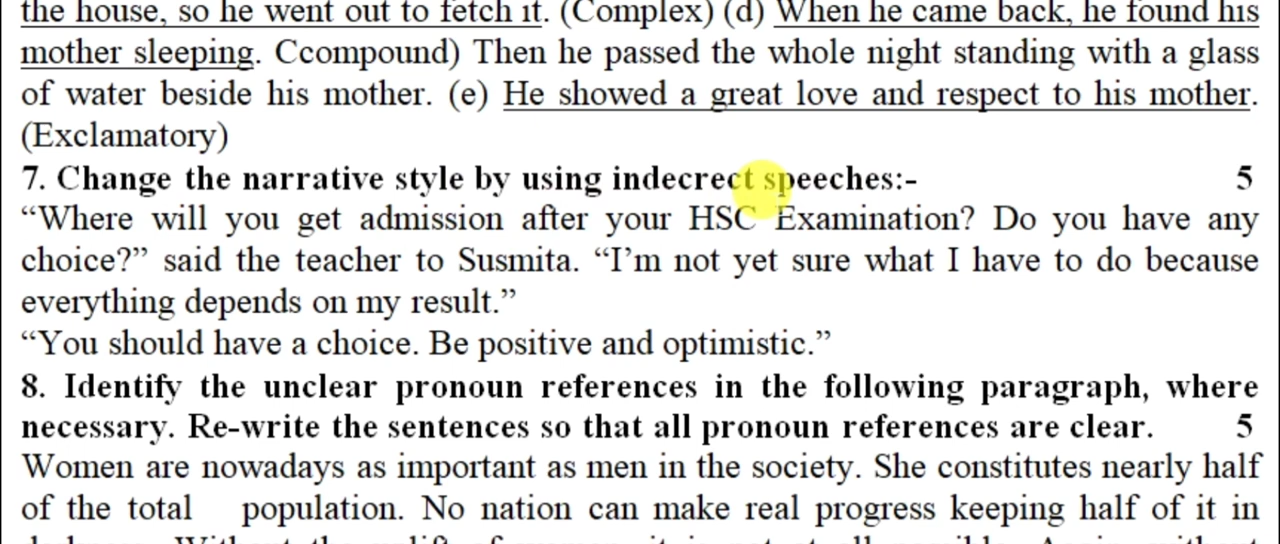 the house, so he went out to fetch it. (Complex) (d) When he came back, he found his
mother sleeping. Ccompound) Then he passed the whole night standing with a glass
of water beside his mother. (e) He showed a great love and respect to his mother.
(Exclamatory)
7. Change the narrative style by using indecrect speeches:- 5
“Where will you get admission after your HSC Examination? Do you have any
choice?” said the teacher to Susmita. “I’m not yet sure what I have to do because
everything depends on my result.”
“You should have a choice. Be positive and optimistic.”
8. Identify the unclear pronoun references in the following paragraph, where
necessary. Re-write the sentences so that all pronoun references are clear. 5
Women are nowadays as important as men in the society. She constitutes nearly half
of the total population. No nation can make real progress keeping half of it in